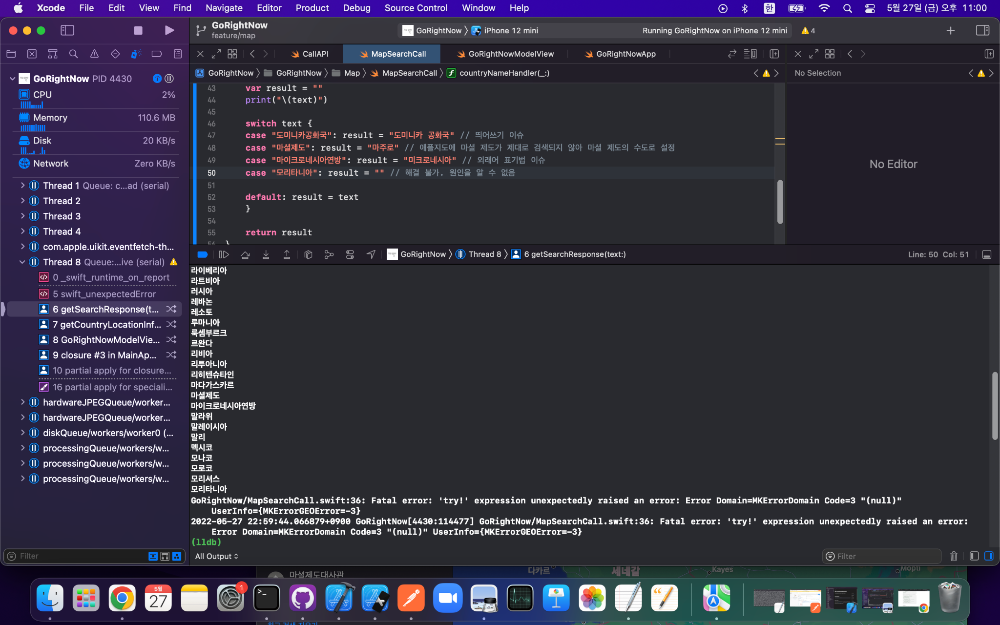 Xcode File Edit View Find Navigate Editor Product Debug Source Control Window Help 한 5월 27일 (금) 오후 11:00
GoRightNow
feature/map
GoRightNow 〉 iPhone 12 mini Running GoRightNow on iPhone 12 mini 4
CallAPI MapSearchCall GoRightNowModelView GoRightNowApp
GoRightNow 〉 GoRightNow 〉 Map 〉 MapSearchCall 〉 countryNameHandler(_:)
No Selection
GoRightNow PID 4430
CPU 2%
Memory 110.6 MB
Disk 20 KB/s
Network Zero KB/s
Thread 1 Queue: c...ad (serial)
Thread 2
Thread 3
Thread 4
com.apple.uikit.eventfetch-th...
Thread 8 Queue:...ive (serial)
0 _swift_runtime_on_report
5 swift_unexpectedError
6 getSearchResponse(t...
7 getCountryLocationInf...
8 GoRightNowModelVie...
9 closure #3 in MainAp...
10 partial apply for closure...
16 partial apply for speciali...
hardwareJPEGQueue/worker...
hardwareJPEGQueue/worker...
diskQueue/workers/worker0 (...
processingQueue/workers/w...
processingQueue/workers/w...
processingQueue/workers/w...
Filter
43 var result = ""
44 print("\(text)")
45
46 switch text {
47 case "도미니카공화국": result = "도미니카 공화국" // 띄어쓰기 이슈
48 case "마셜제도": result = "마주로" // 애플지도에 마셜 제도가 제대로 검색되지 않아 마셜 제도의 수도로 설정
49 case "마이크로네시아연방": result = "미크로네시아" // 외래어 표기법 이슈
50 case "모리타니아": result = "" // 해결 불가. 원인을 알 수 없음
51
52 default: result = text
53 }
54
55 return result
56 }
No Editor
GoRightNow 〉 Thread 8 〉 6 getSearchResponse(text:) Line: 50 Col: 51
라이베리아
라트비아
러시아
레바논
레소토
루마니아
룩셈부르크
르완다
리비아
리투아니아
리히텐슈타인
마다가스카르
마셜제도
마이크로네시아연방
말라위
말레이시아
말리
멕시코
모나코
모로코
모리셔스
모리타니아
GoRightNow/MapSearchCall.swift:36: Fatal error: 'try!' expression unexpectedly raised an error: Error Domain=MKErrorDomain Code=3 "(null)"
UserInfo={MKErrorGEOError=-3}
2022-05-27 22:59:44.066879+0900 GoRightNow[4430:114477] GoRightNow/MapSearchCall.swift:36: Fatal error: 'try!' expression unexpectedly raised an error:
Error Domain=MKErrorDomain Code=3 "(null)" UserInfo={MKErrorGEOError=-3}
(lldb)
All Output Filter
마셜제도대사관 다카르 세네갈 Kayes Mopti
5월
27
1